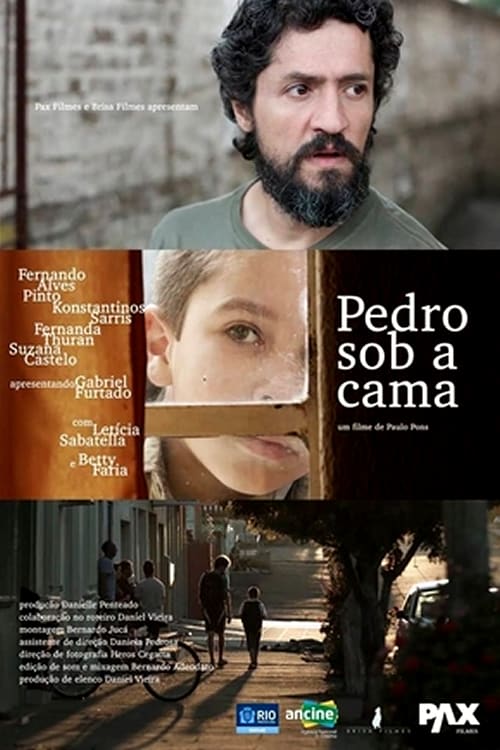 Pax Filmes e Brisa Filmes apresentam
Fernando
Alves
Pinto
Konstantinos
Sarris
Fernanda
Thuran
Suzana
Castelo
apresentando Gabriel
Furtado
com Letícia
Sabatella
e Betty
Faria
Pedro
sob a
cama
um filme de Paulo Pons
produção Danielle Penteado
colaboração no roteiro Daniel Vieira
montagem Bernardo Jucá
assistente de direção Daniela Pedrosa
direção de fotografia Heros Cegatta
edição de som e mixagem Bernardo Adeodato
produção de elenco Daniel Vieira
RIO
ancine
BRISA FILMES
PAX
FILMES